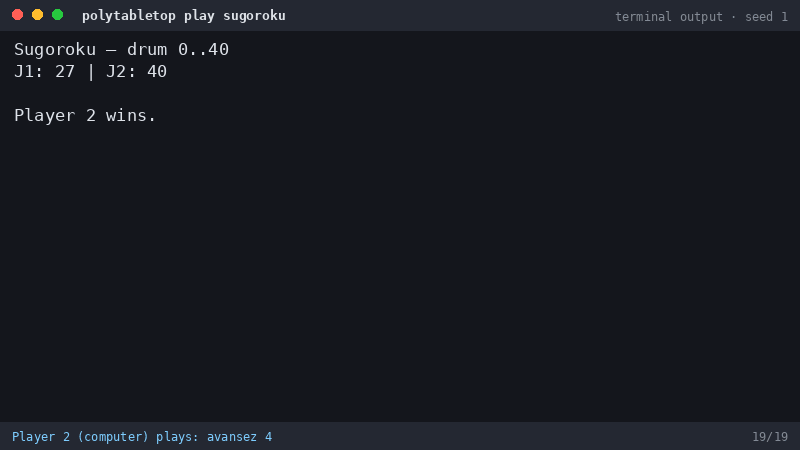 polytabletop play sugoroku
terminal output · seed 1
Sugoroku — drum 0..40
J1: 27 | J2: 40
Player 2 wins.
Player 2 (computer) plays: avansez 4
19/19